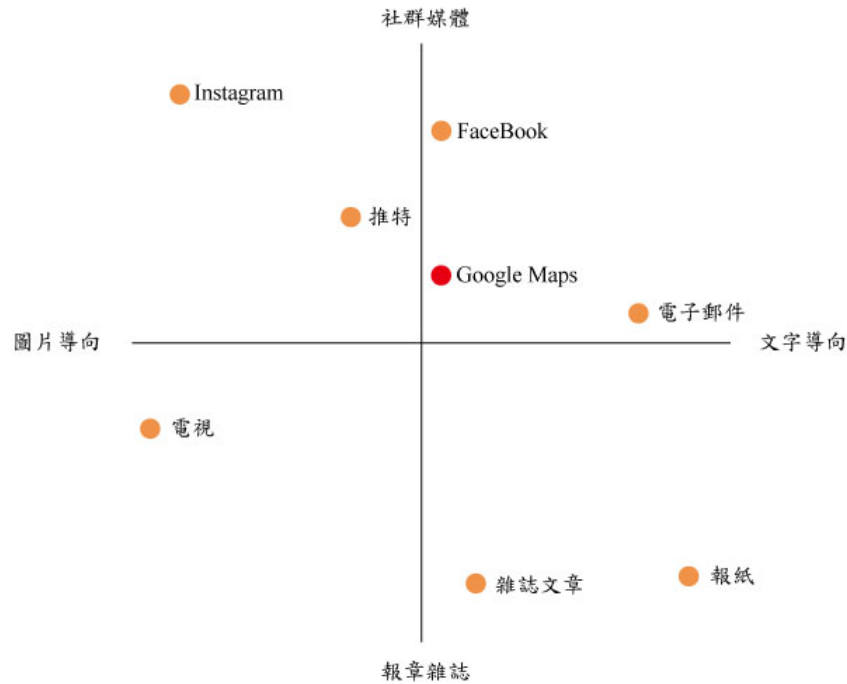 社群媒體
Instagram
FaceBook
推特
Google Maps
電子郵件
圖片導向
文字導向
電視
雜誌文章
報紙
報章雜誌